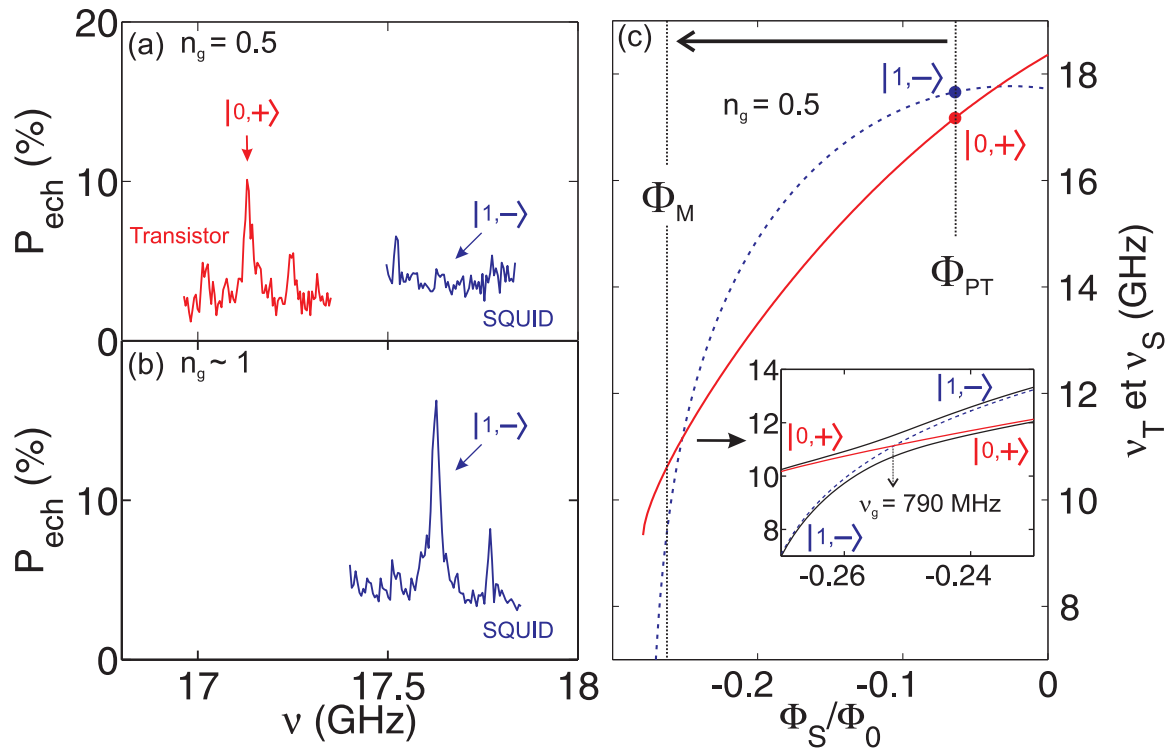 (a) n_g = 0.5
20
10
0
P_ech (%)
|0,+>
Transistor
|1,->
SQUID
(b) n_g ~ 1
10
0
P_ech (%)
|1,->
SQUID
17
17.5
18
ν (GHz)
(c)
|1,->
n_g = 0.5
|0,+>
Φ_M
Φ_PT
18
16
14
12
10
8
ν_T et ν_S (GHz)
-0.2
-0.1
0
Φ_S/Φ_0
14
12
10
8
|1,->
|0,+>
|0,+>
ν_g = 790 MHz
|1,->
-0.26
-0.24